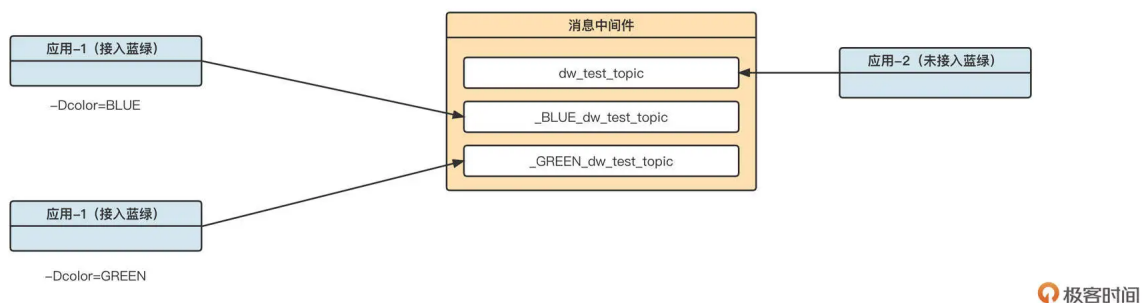 消息中间件
应用-1（接入蓝绿）
dw_test_topic
应用-2（未接入蓝绿）
-Dcolor=BLUE
_BLUE_dw_test_topic
_GREEN_dw_test_topic
应用-1（接入蓝绿）
-Dcolor=GREEN
极客时间